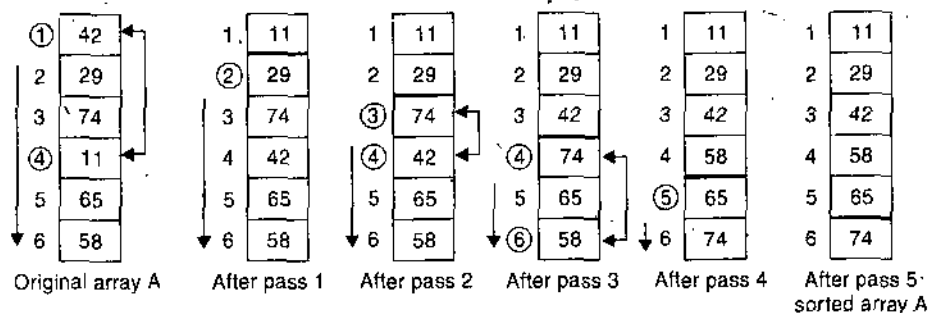 ① 42 1 11 1 11 1 11 1 11 1 11
2 29 ② 29 2 29 2 29 2 29 2 29
3 74 3 74 ③ 74 3 42 3 42 3 42
④ 11 4 42 ④ 42 ④ 74 4 58 4 58
5 65 5 65 5 65 5 65 ⑤ 65 5 65
6 58 6 58 6 58 ⑥ 58 6 74 6 74
Original array A After pass 1 After pass 2 After pass 3 After pass 4 After pass 5
sorted array A